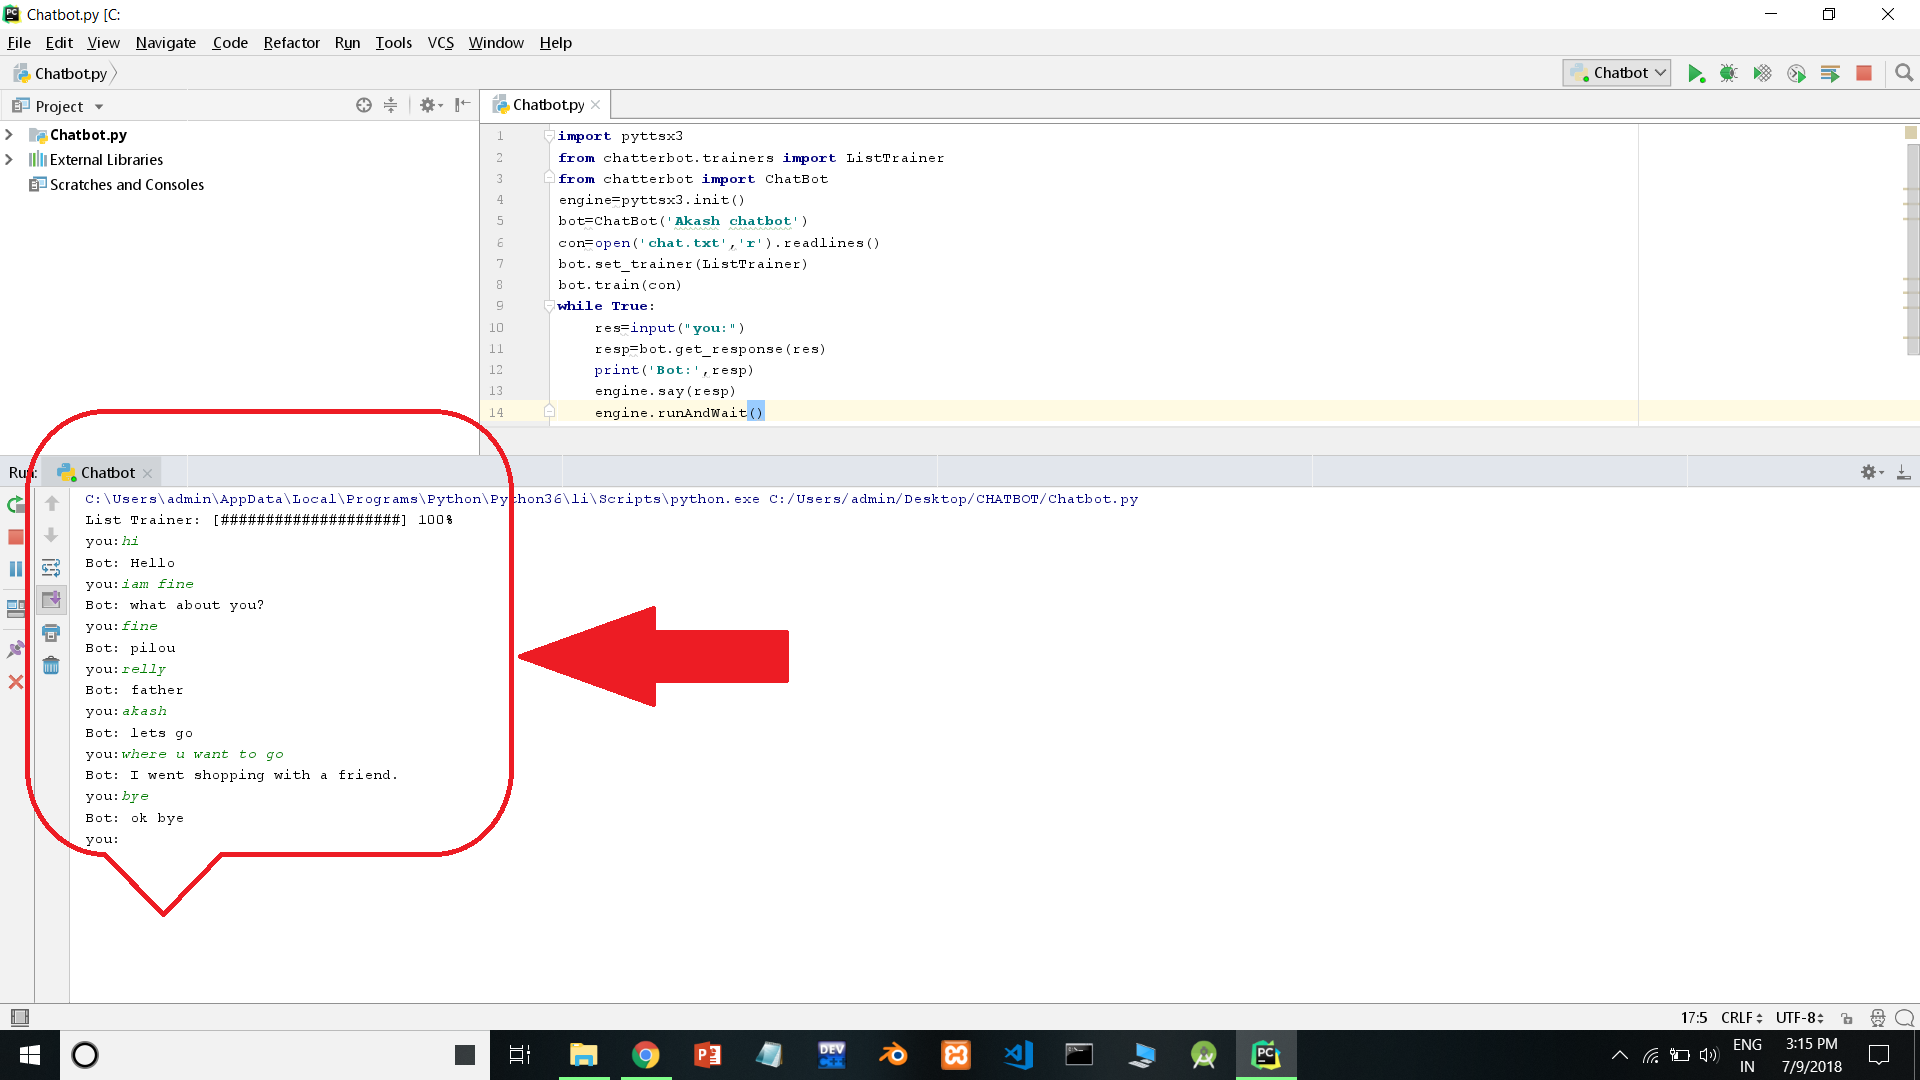 Chatbot.py [C:
File Edit View Navigate Code Refactor Run Tools VCS Window Help
Chatbot.py
Chatbot
Project
Chatbot.py
Chatbot.py
External Libraries
Scratches and Consoles
1 import pyttsx3
2 from chatterbot.trainers import ListTrainer
3 from chatterbot import ChatBot
4 engine=pyttsx3.init()
5 bot=ChatBot('Akash chatbot')
6 con=open('chat.txt','r').readlines()
7 bot.set_trainer(ListTrainer)
8 bot.train(con)
9 while True:
10 res=input("you:")
11 resp=bot.get_response(res)
12 print('Bot:',resp)
13 engine.say(resp)
14 engine.runAndWait()
Run: Chatbot
C:\Users\admin\AppData\Local\Programs\Python\Python36\li\Scripts\python.exe C:/Users/admin/Desktop/CHATBOT/Chatbot.py
List Trainer: [####################] 100%
you:hi
Bot: Hello
you:iam fine
Bot: what about you?
you:fine
Bot: pilou
you:relly
Bot: father
you:akash
Bot: lets go
you:where u want to go
Bot: I went shopping with a friend.
you:bye
Bot: ok bye
you:
17:5 CRLF UTF-8
DEV C++
PC
ENG
IN
3:15 PM
7/9/2018